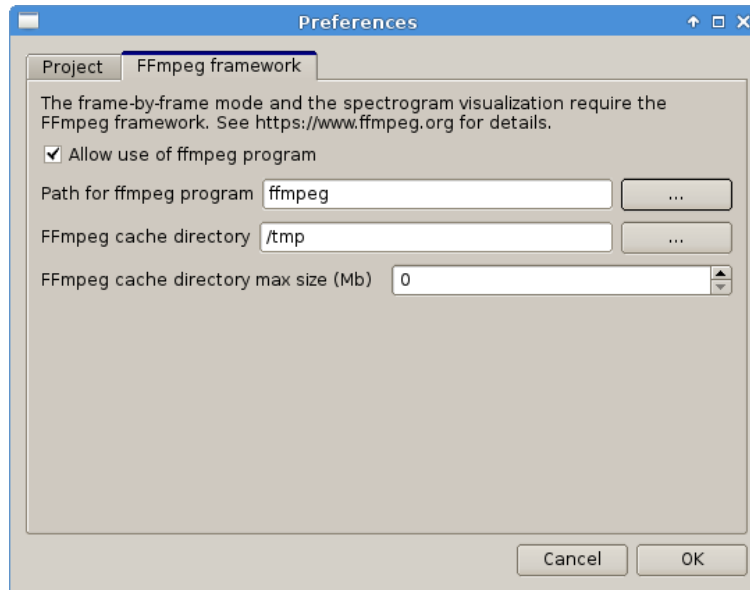 Preferences
Project FFmpeg framework
The frame-by-frame mode and the spectrogram visualization require the
FFmpeg framework. See https://www.ffmpeg.org for details.
Allow use of ffmpeg program
Path for ffmpeg program ffmpeg ...
FFmpeg cache directory /tmp ...
FFmpeg cache directory max size (Mb) 0
Cancel OK